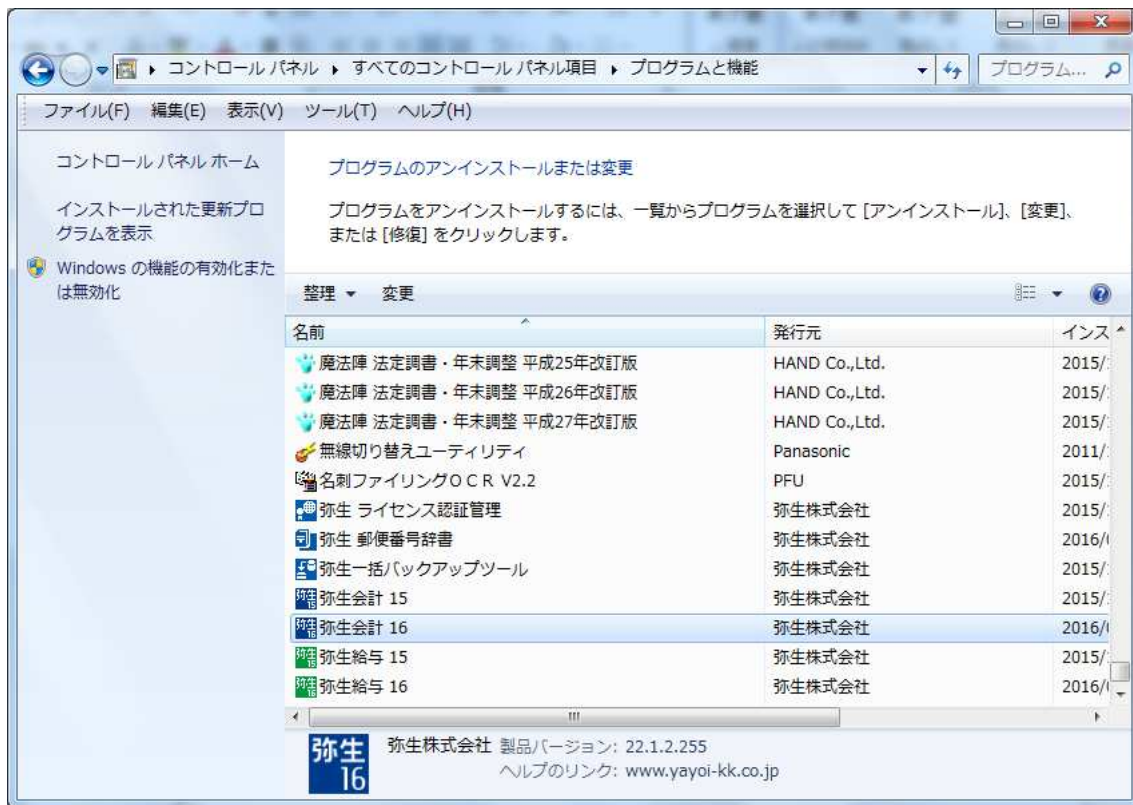 コントロール パネル ▸ すべてのコントロール パネル項目 ▸ プログラムと機能
プログラム...
ファイル(F) 編集(E) 表示(V) ツール(T) ヘルプ(H)
コントロール パネル ホーム
インストールされた更新プロ
グラムを表示
Windows の機能の有効化また
は無効化
プログラムのアンインストールまたは変更
プログラムをアンインストールするには、一覧からプログラムを選択して [アンインストール]、[変更]、
または [修復] をクリックします。
整理 変更
名前 発行元 インス
魔法陣 法定調書・年末調整 平成25年改訂版 HAND Co.,Ltd. 2015/
魔法陣 法定調書・年末調整 平成26年改訂版 HAND Co.,Ltd. 2015/
魔法陣 法定調書・年末調整 平成27年改訂版 HAND Co.,Ltd. 2015/
無線切り替えユーティリティ Panasonic 2011/
名刺ファイリングOCR V2.2 PFU 2015/
弥生 ライセンス認証管理 弥生株式会社 2015/
弥生 郵便番号辞書 弥生株式会社 2016/
弥生一括バックアップツール 弥生株式会社 2015/
弥生会計 15 弥生株式会社 2015/
弥生会計 16 弥生株式会社 2016/
弥生給与 15 弥生株式会社 2015/
弥生給与 16 弥生株式会社 2016/
弥生
16
弥生株式会社 製品バージョン: 22.1.2.255
ヘルプのリンク: www.yayoi-kk.co.jp